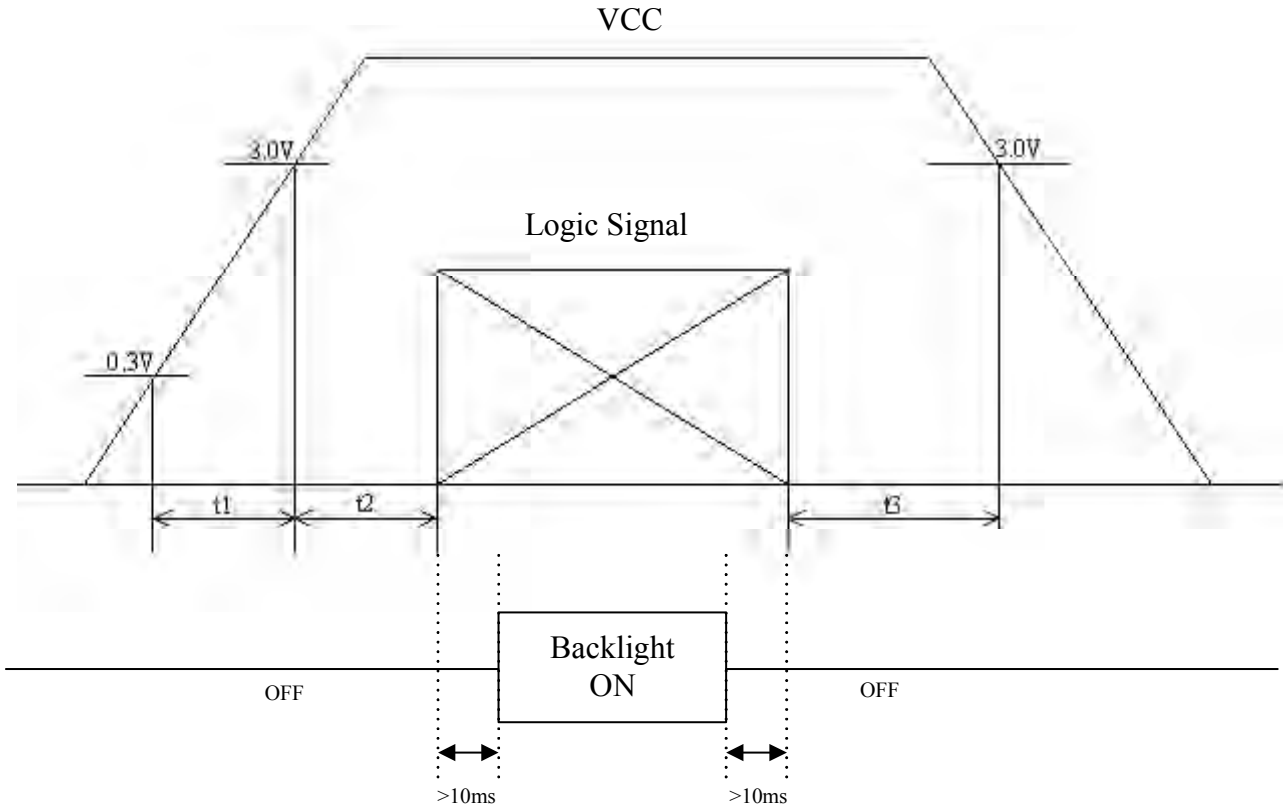 VCC
3.0V
3.0V
Logic Signal
0.3V
t1
t2
t3
Backlight
ON
OFF
OFF
>10ms
>10ms